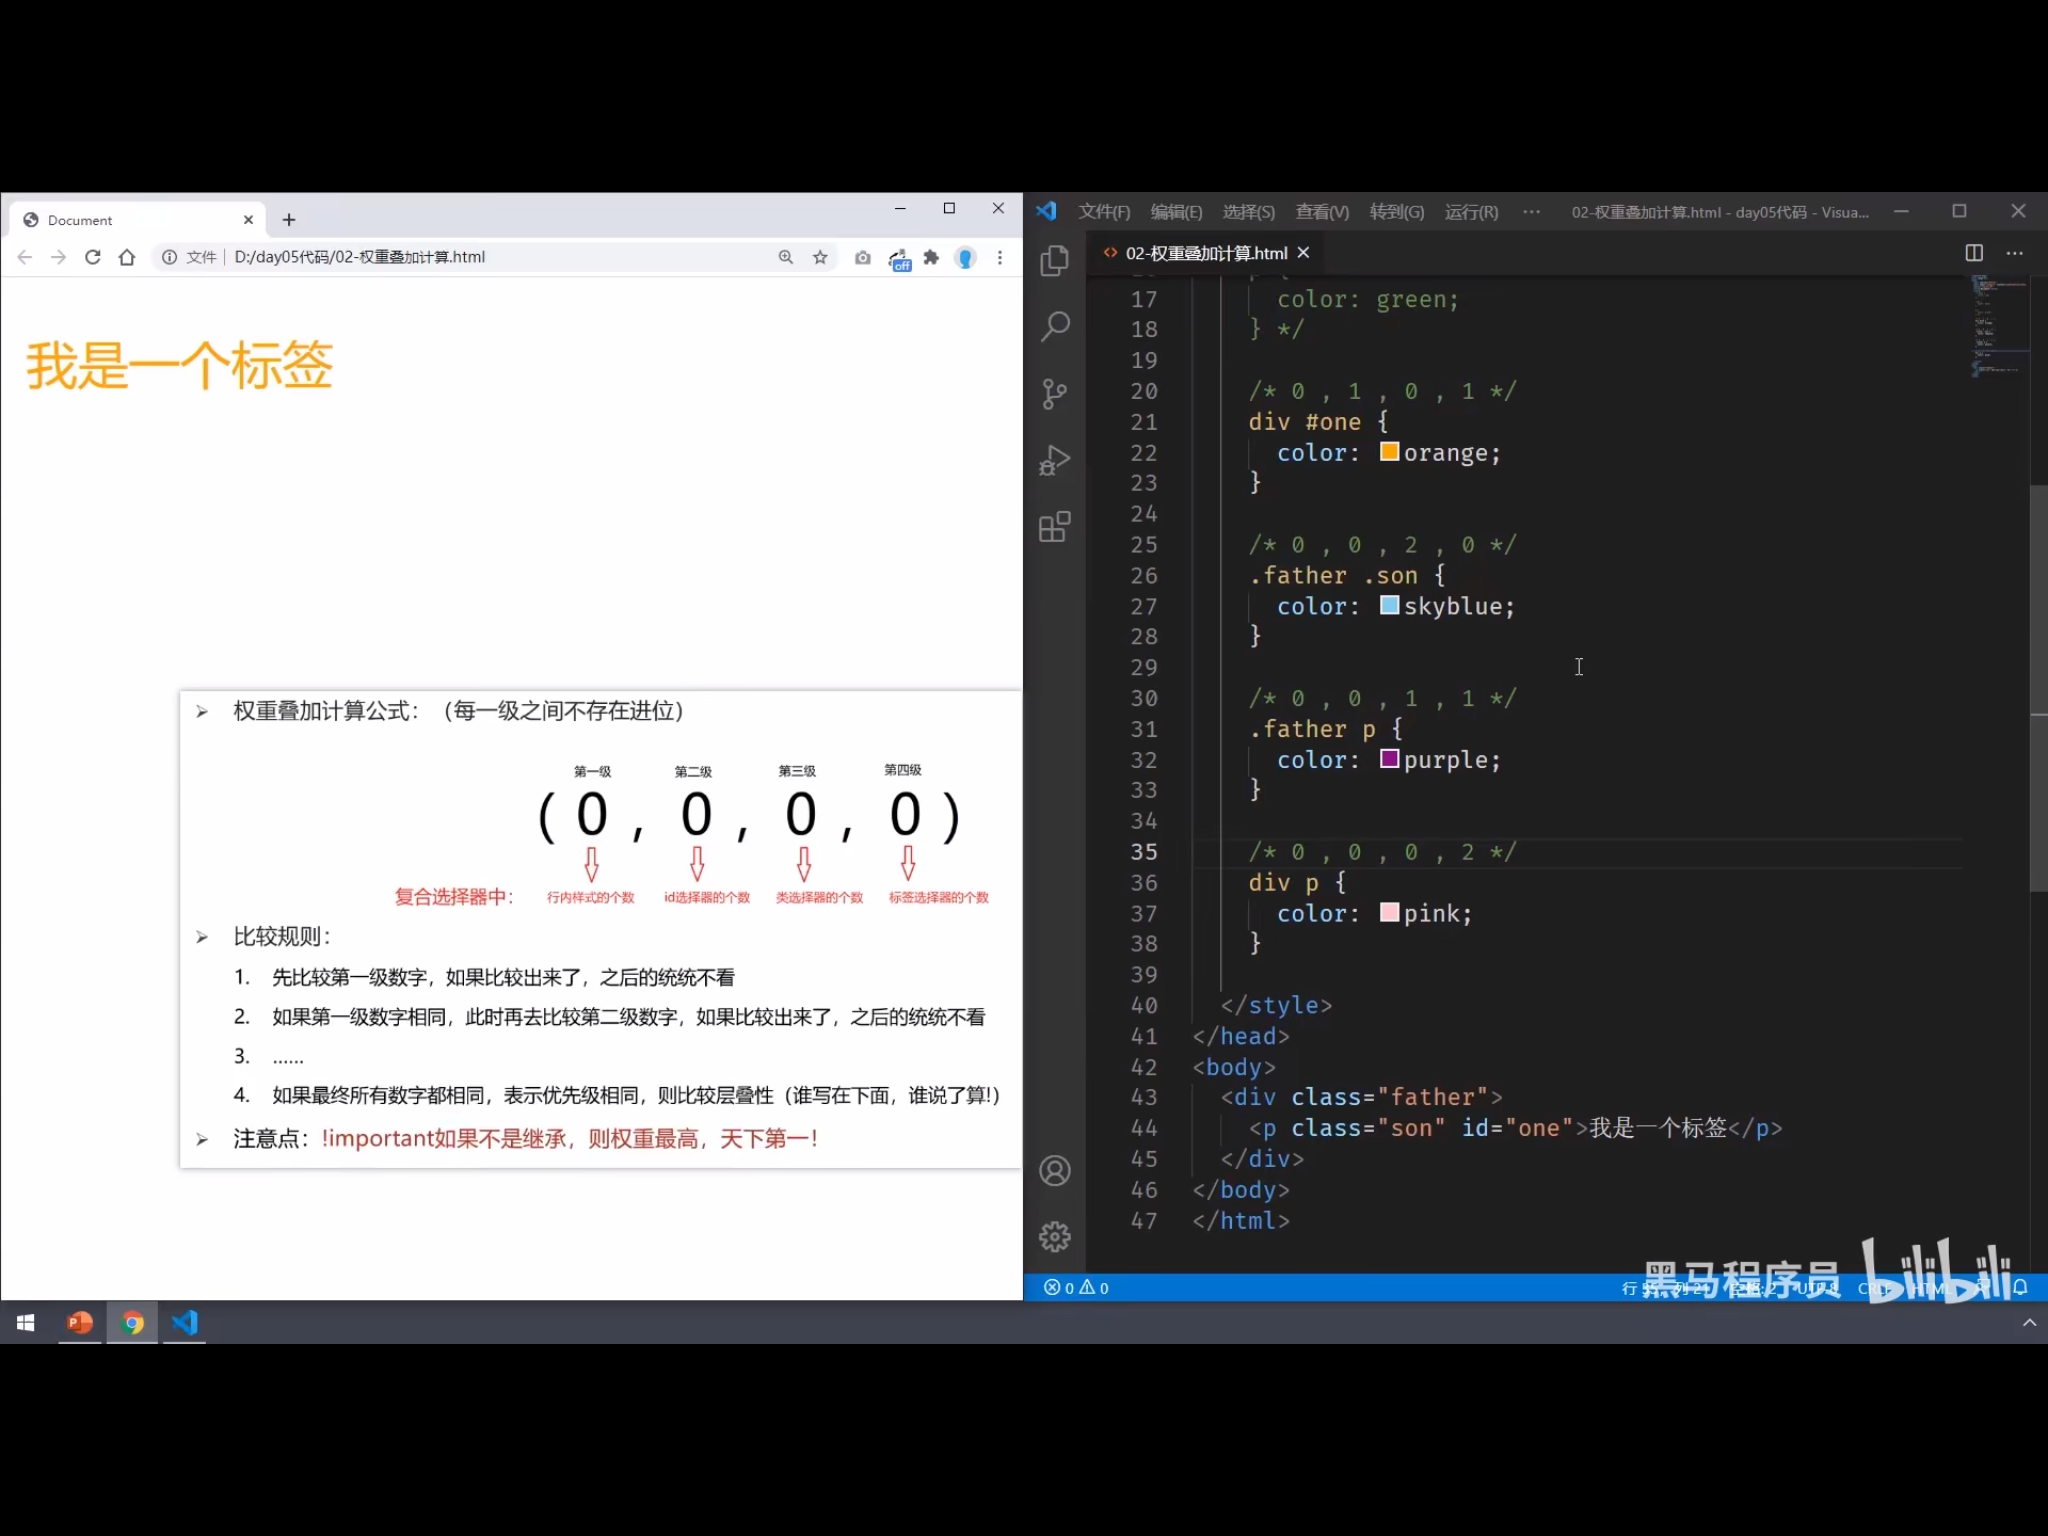 Document
文件 D:/day05代码/02-权重叠加计算.html
off
我是一个标签
权重叠加计算公式：（每一级之间不存在进位）
第一级 第二级 第三级 第四级
( 0 , 0 , 0 , 0 )
复合选择器中： 行内样式的个数 id选择器的个数 类选择器的个数 标签选择器的个数
比较规则：
1. 先比较第一级数字，如果比较出来了，之后的统统不看
2. 如果第一级数字相同，此时再去比较第二级数字，如果比较出来了，之后的统统不看
3. ......
4. 如果最终所有数字都相同，表示优先级相同，则比较层叠性（谁写在下面，谁说了算!）
注意点：!important如果不是继承，则权重最高，天下第一！
文件(F) 编辑(E) 选择(S) 查看(V) 转到(G) 运行(R) ··· 02-权重叠加计算.html - day05代码 - Visua...
02-权重叠加计算.html
17 color: green;
18 } */
19
20 /* 0 , 1 , 0 , 1 */
21 div #one {
22 color: orange;
23 }
24
25 /* 0 , 0 , 2 , 0 */
26 .father .son {
27 color: skyblue;
28 }
29
30 /* 0 , 0 , 1 , 1 */
31 .father p {
32 color: purple;
33 }
34
35 /* 0 , 0 , 0 , 2 */
36 div p {
37 color: pink;
38 }
39
40 </style>
41 </head>
42 <body>
43 <div class="father">
44 <p class="son" id="one">我是一个标签</p>
45 </div>
46 </body>
47 </html>
0 0
黑马程序员 bilibili